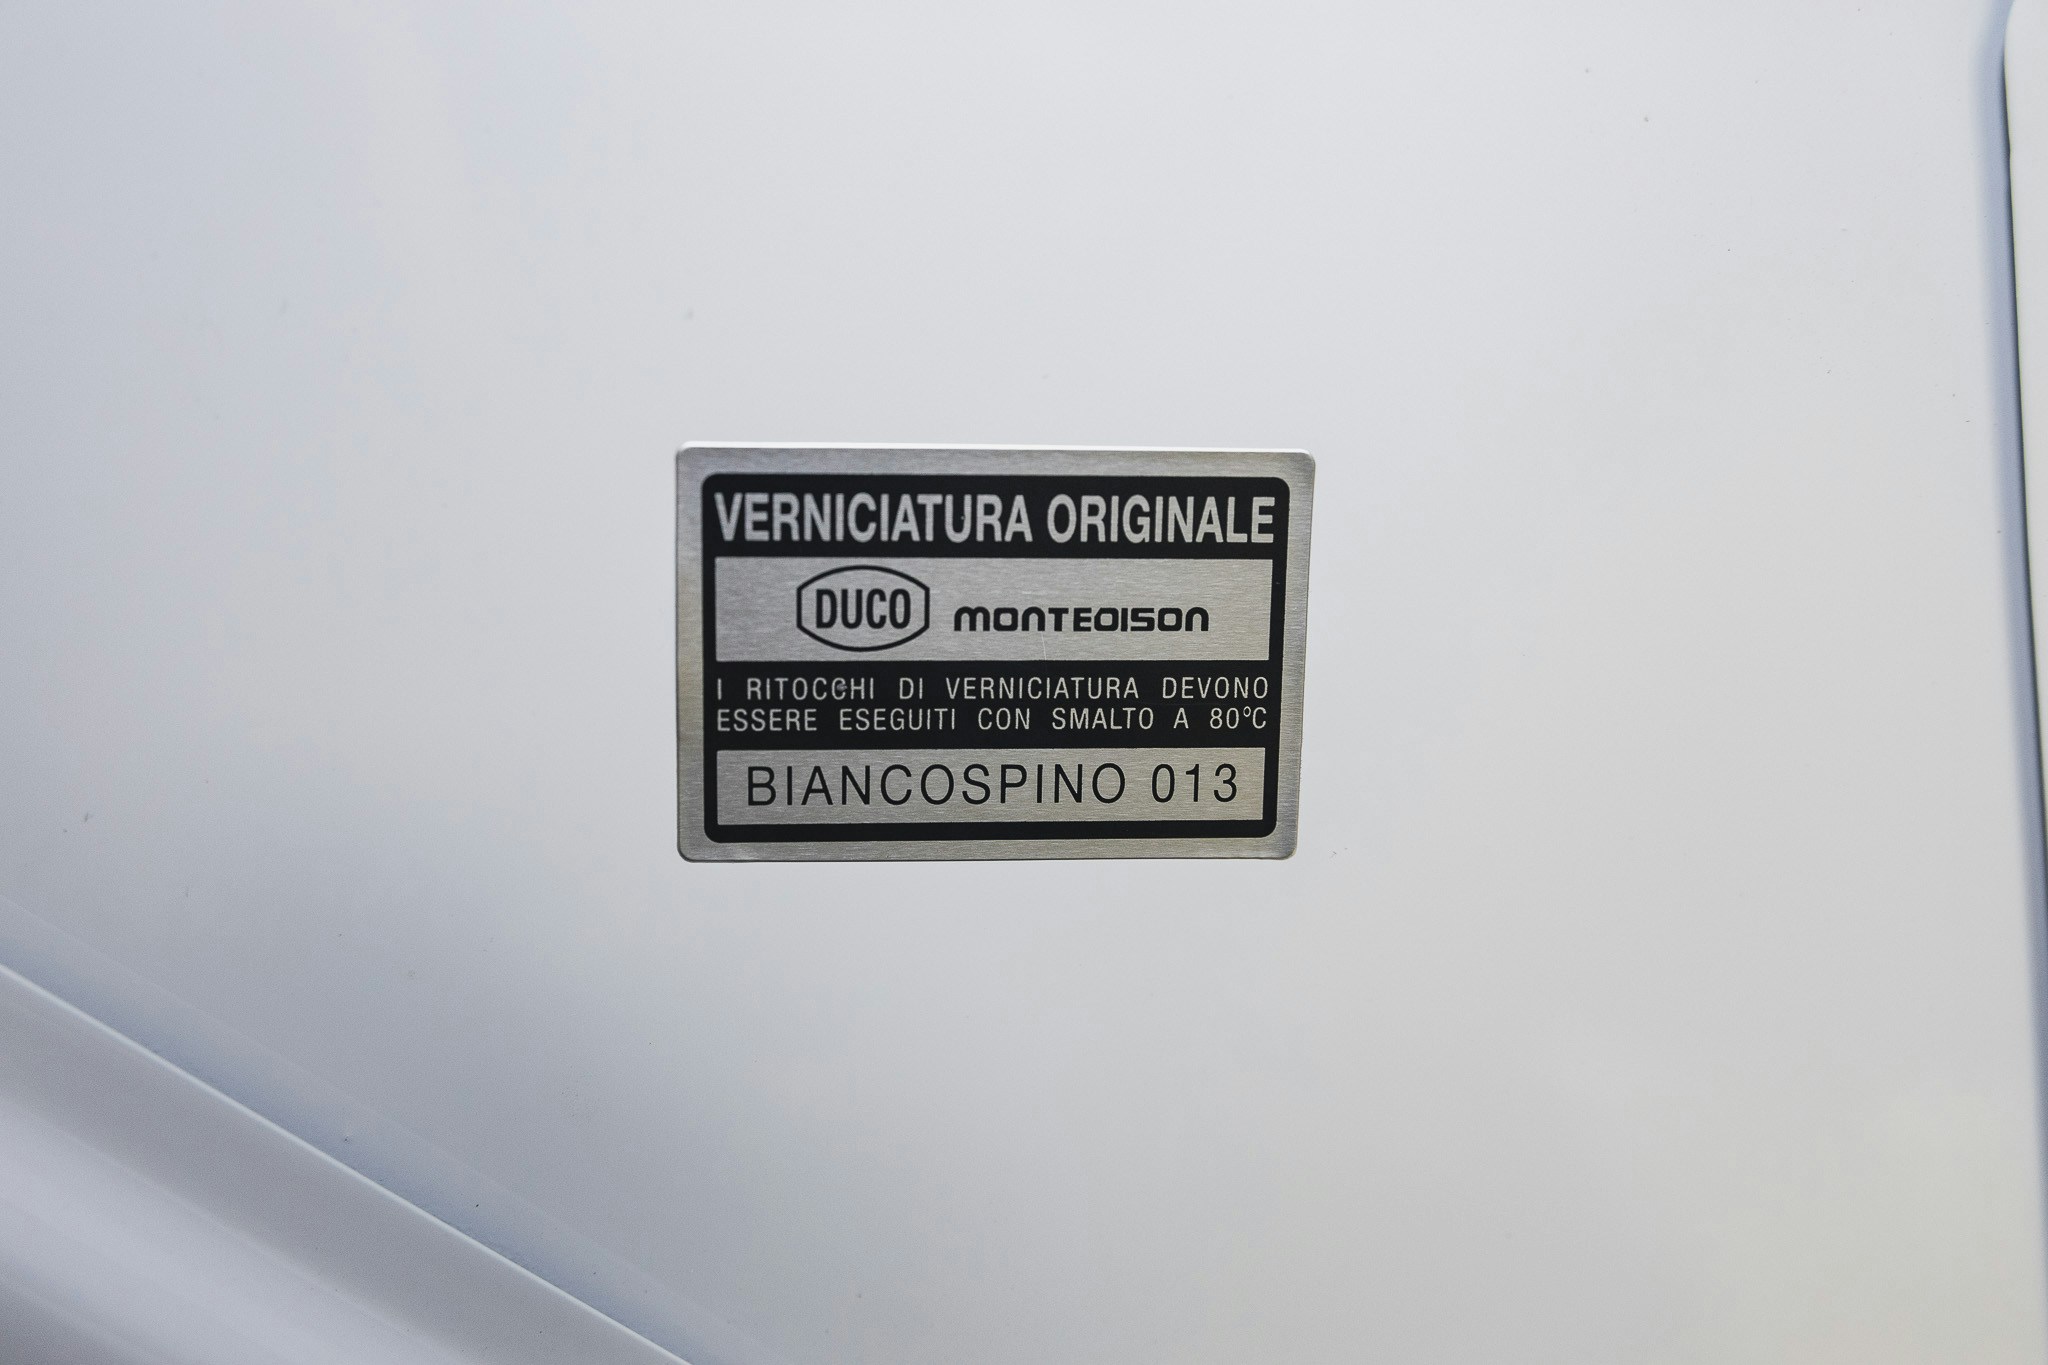 VERNICIATURA ORIGINALE
DUCO MONTEDISON
I RITOCCHI DI VERNICIATURA DEVONO
ESSERE ESEGUITI CON SMALTO A 80°C
BIANCOSPINO 013